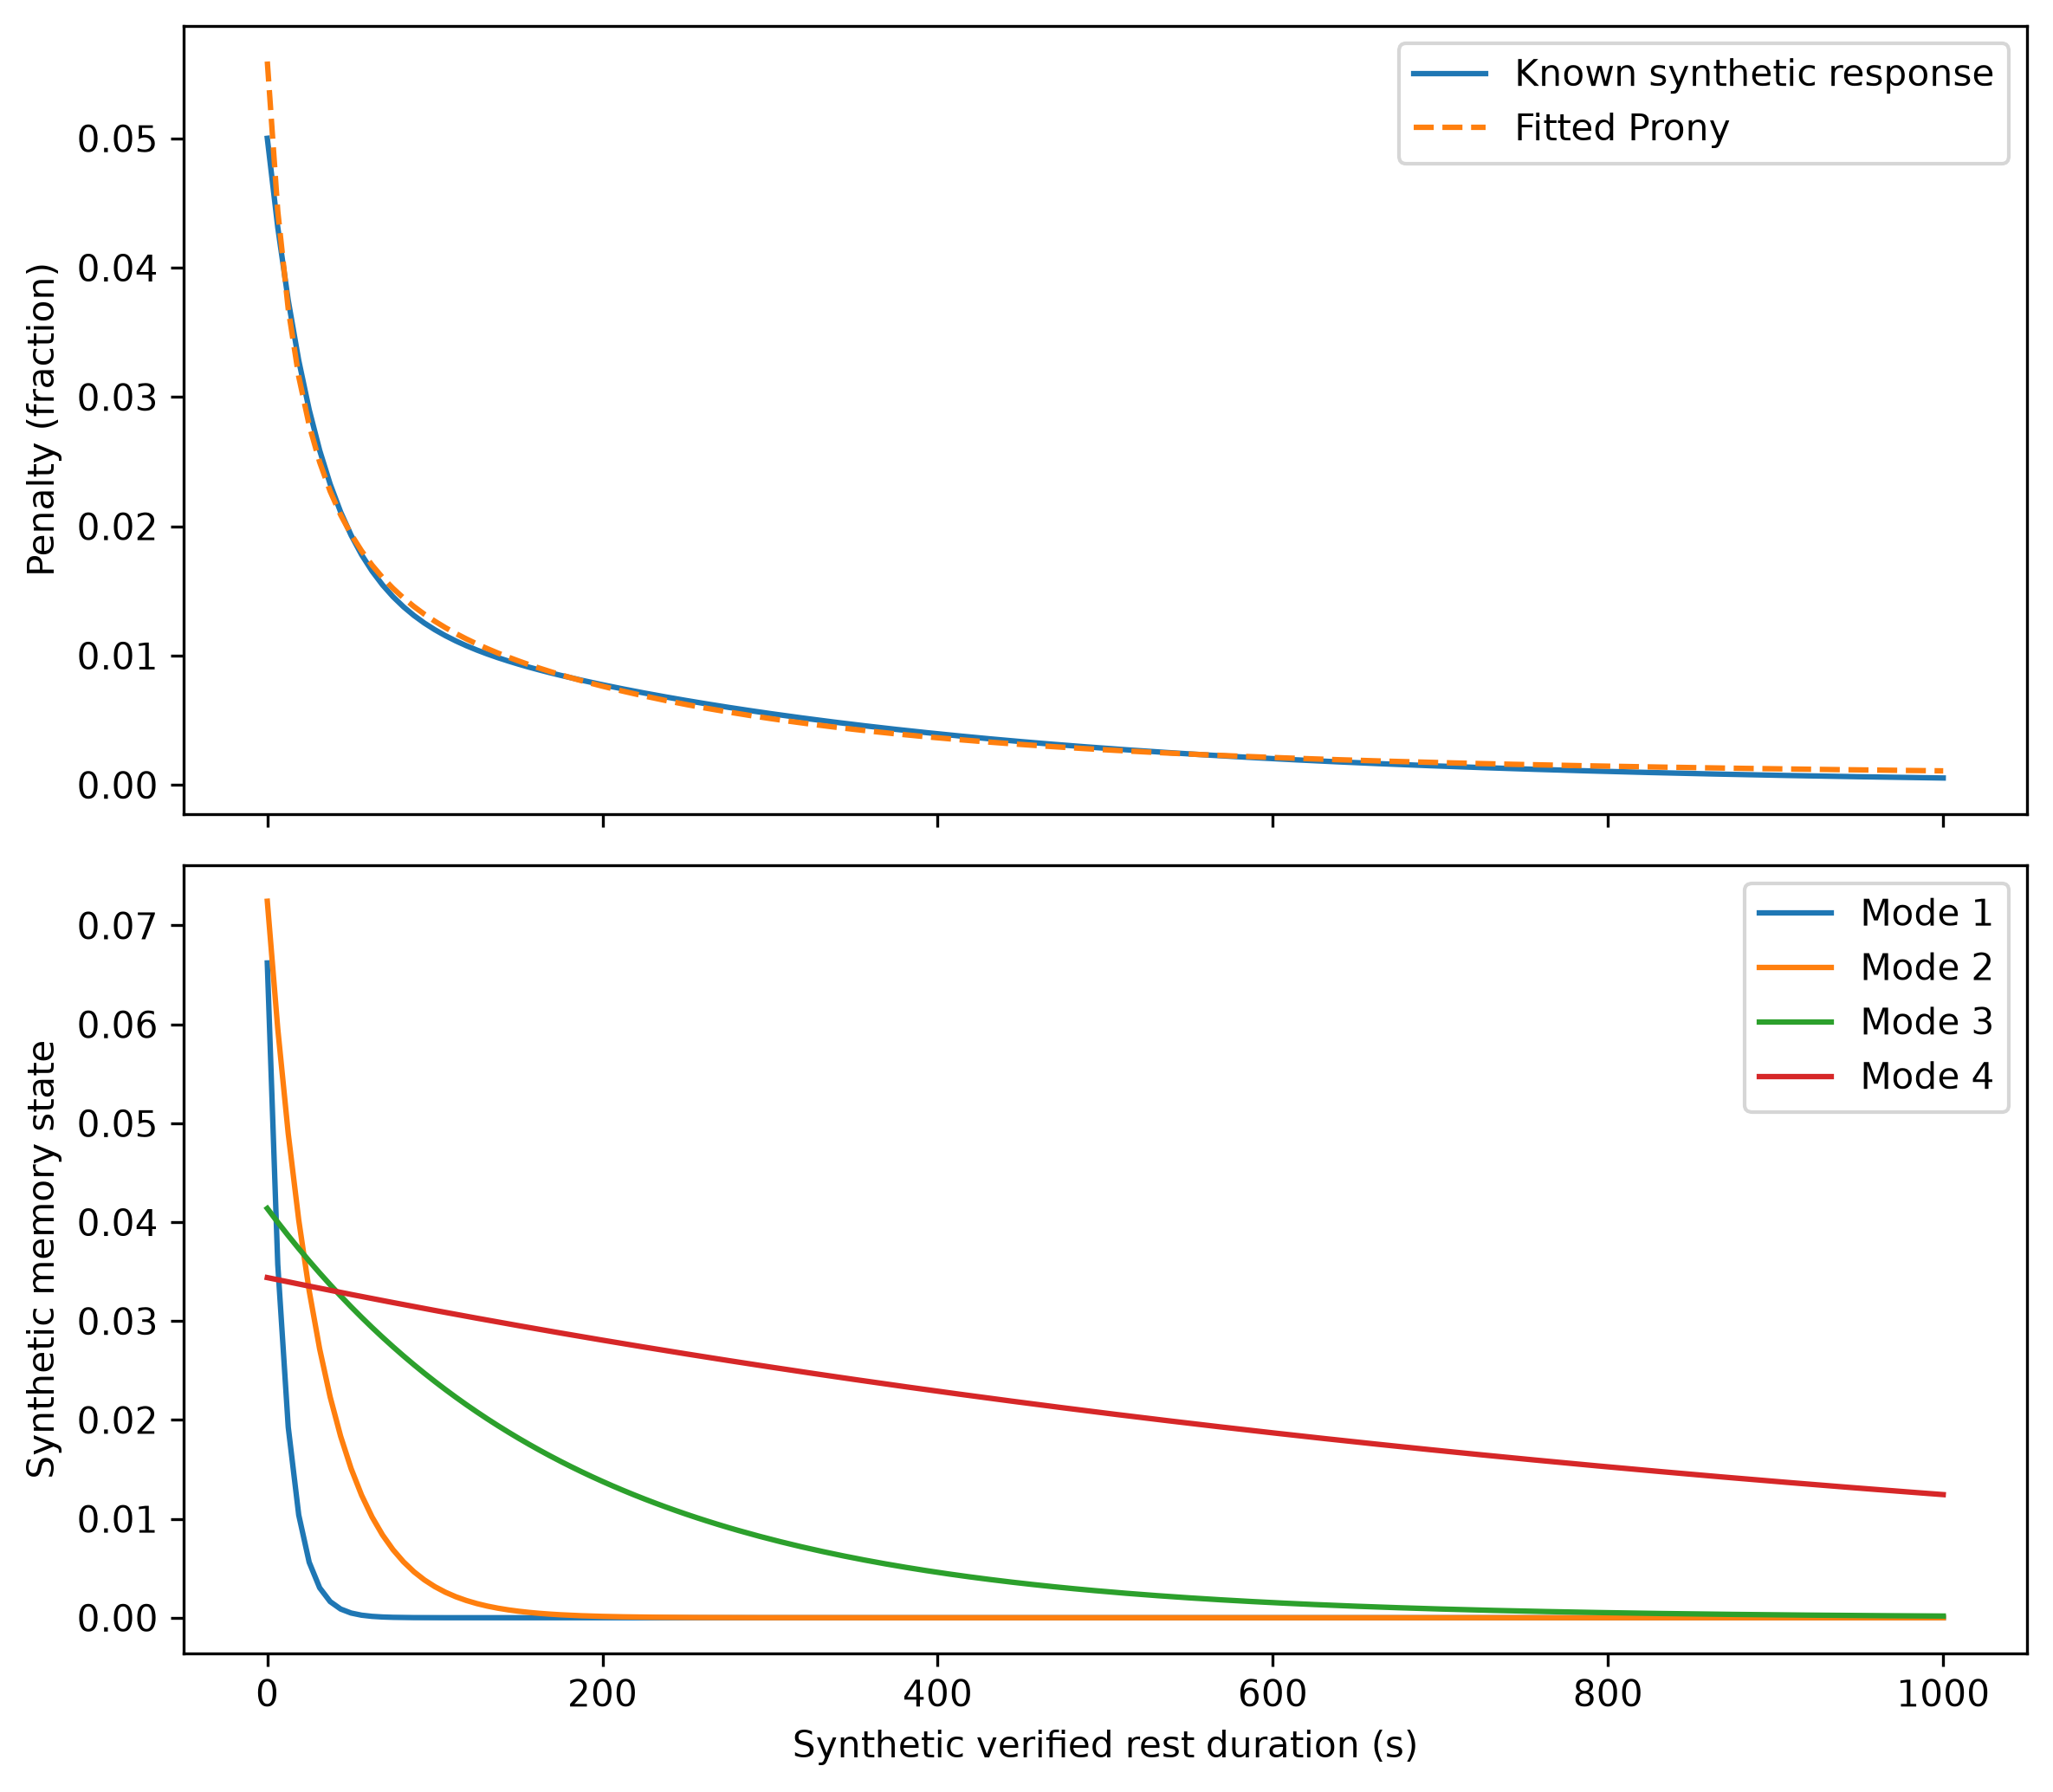 Known synthetic response
Fitted Prony
Penalty (fraction)
0.05
0.04
0.03
0.02
0.01
0.00
Mode 1
Mode 2
Mode 3
Mode 4
Synthetic memory state
0.07
0.06
0.05
0.04
0.03
0.02
0.01
0.00
0 200 400 600 800 1000
Synthetic verified rest duration (s)